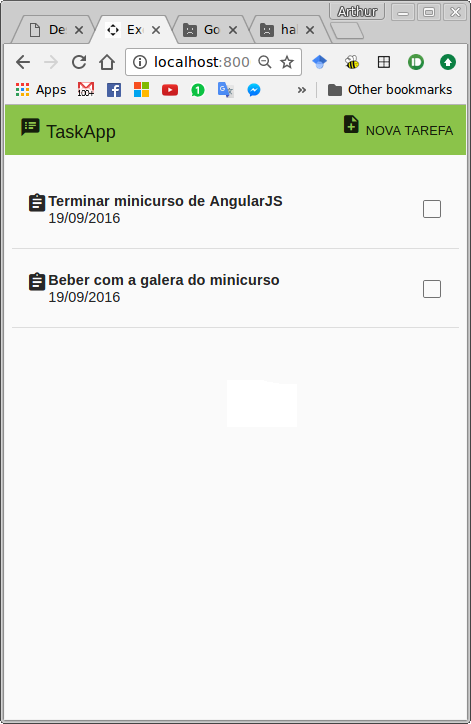 Arthur
De
Ex
Go
ha
localhost:800
Apps
100+
1
» Other bookmarks
TaskApp
NOVA TAREFA
Terminar minicurso de AngularJS
19/09/2016
Beber com a galera do minicurso
19/09/2016